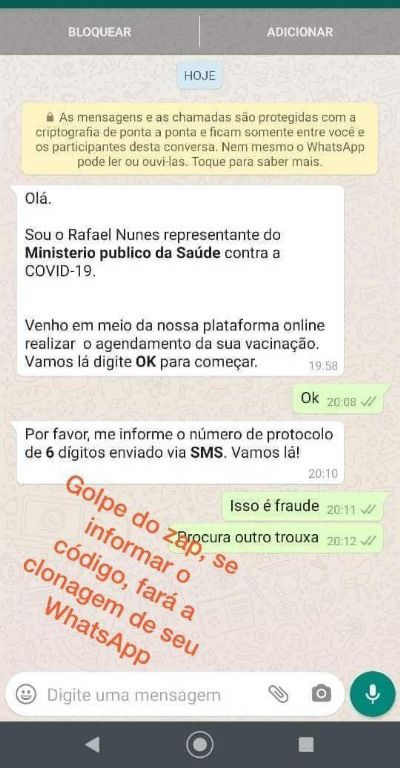 BLOQUEAR
ADICIONAR
HOJE
As mensagens e as chamadas são protegidas com a
criptografia de ponta a ponta e ficam somente entre você e
os participantes desta conversa. Nem mesmo o WhatsApp
pode ler ou ouvi-las. Toque para saber mais.
Olá.
Sou o Rafael Nunes representante do
Ministerio publico da Saúde contra a
COVID-19.
Venho em meio da nossa plataforma online
realizar o agendamento da sua vacinação.
Vamos lá digite OK para começar.
19:58
Ok 20:08
Por favor, me informe o número de protocolo
de 6 dígitos enviado via SMS. Vamos lá!
20:10
Isso é fraude 20:11
Procura outro trouxa 20:12
Golpe do zap, se
informar o
código, fará a
clonagem de seu
WhatsApp
Digite uma mensagem